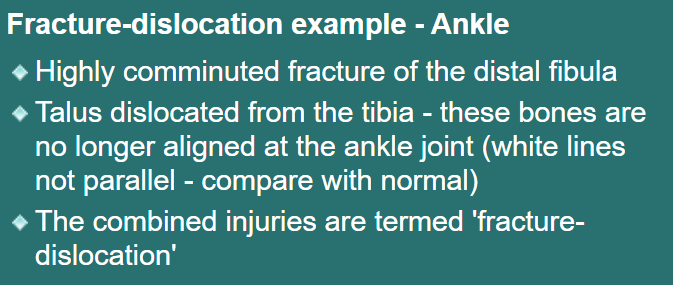 Fracture-dislocation example - Ankle
Highly comminuted fracture of the distal fibula
Talus dislocated from the tibia - these bones are
no longer aligned at the ankle joint (white lines
not parallel - compare with normal)
The combined injuries are termed 'fracture-
dislocation'